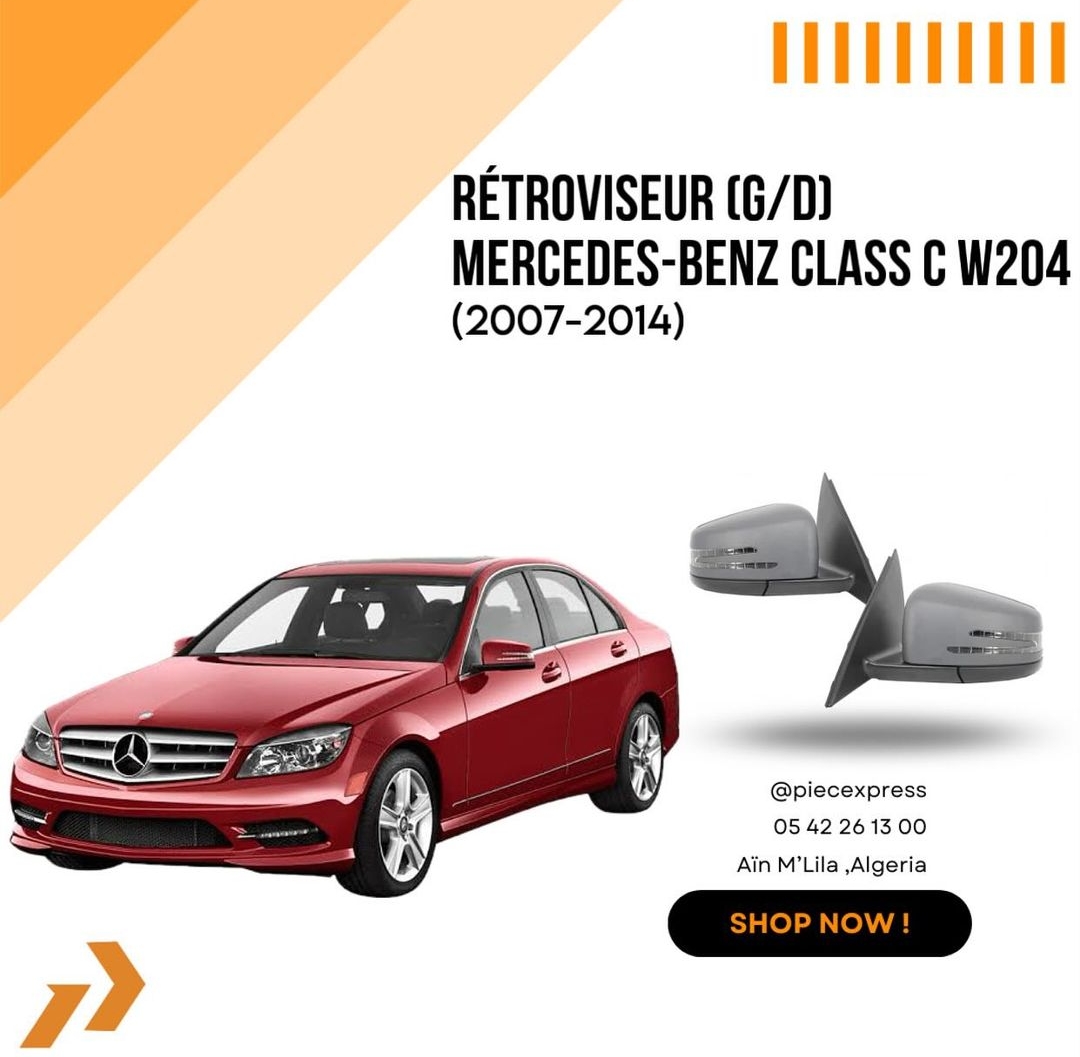 RÉTROVISEUR (G/D)
MERCEDES-BENZ CLASS C W204
(2007-2014)
@piecexpress
05 42 26 13 00
Aïn M'Lila ,Algeria
SHOP NOW !